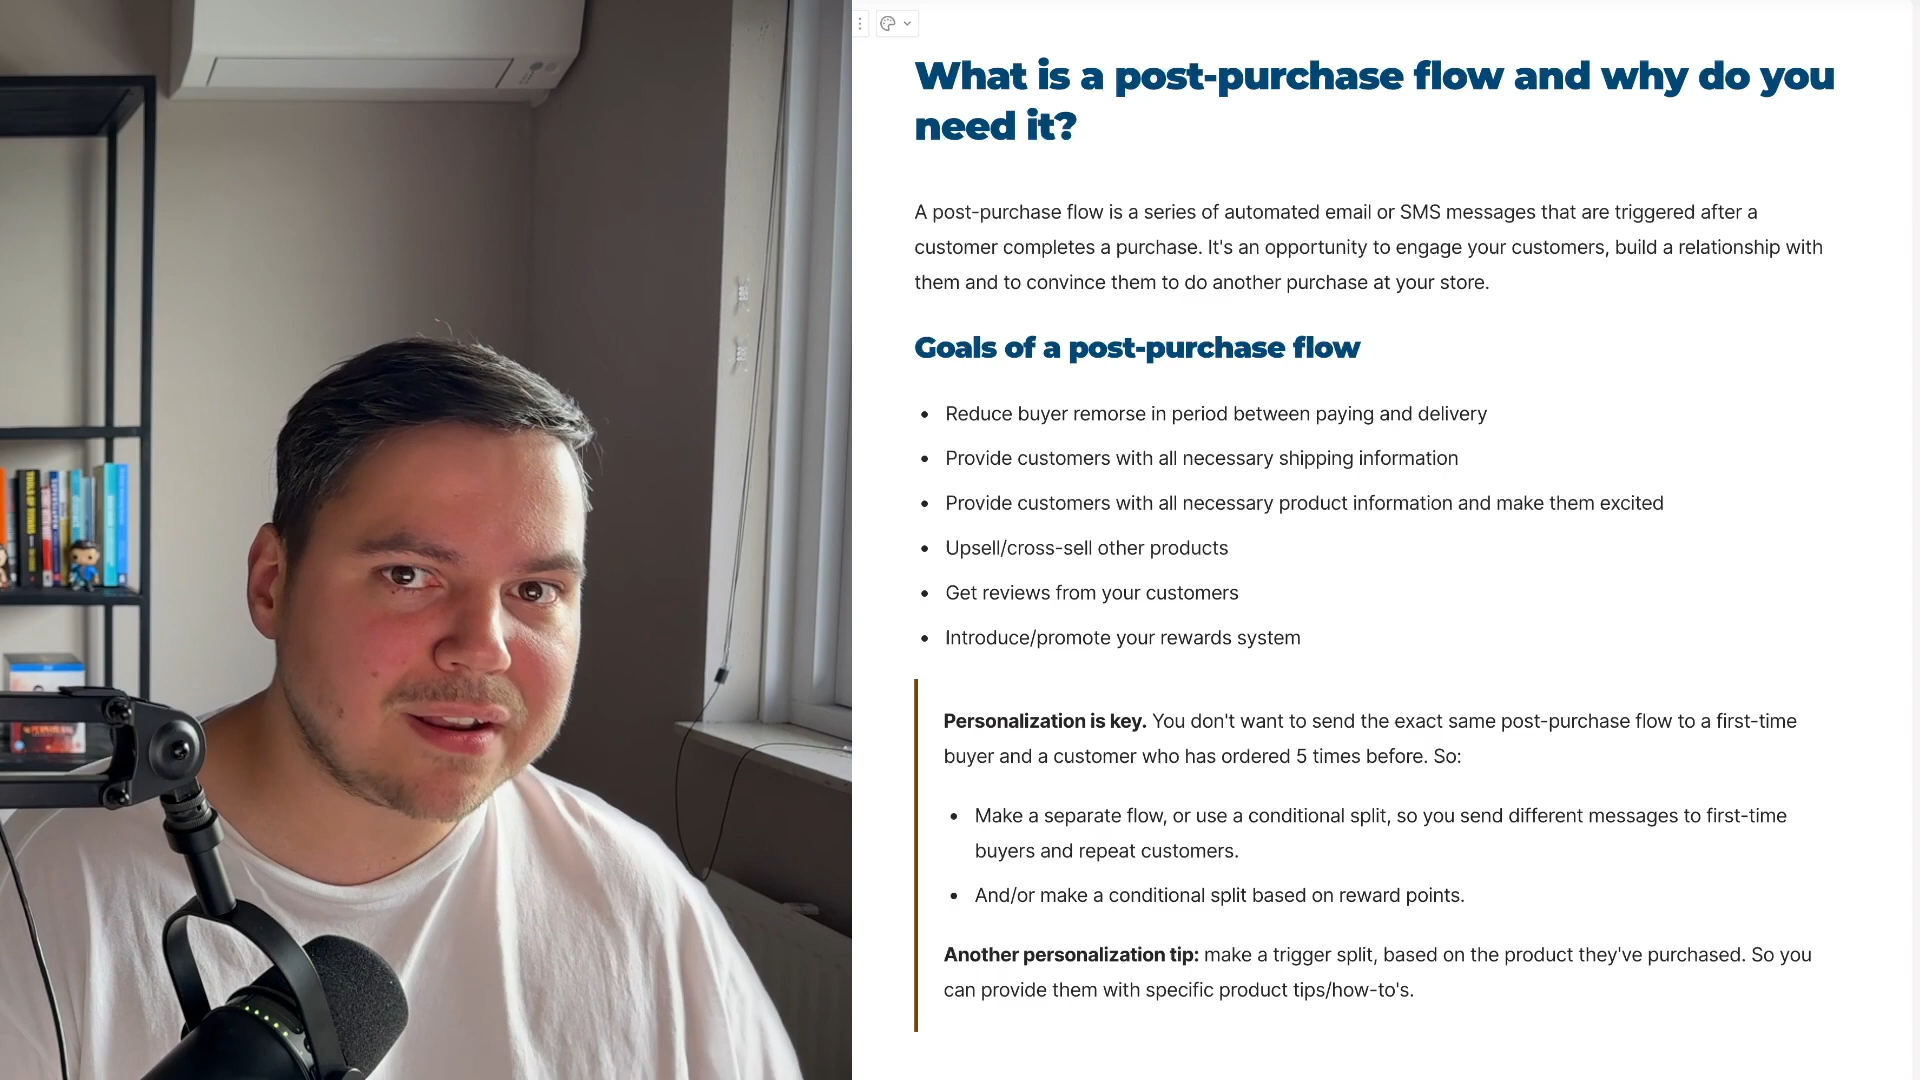 What is a post-purchase flow and why do you
need it?
A post-purchase flow is a series of automated email or SMS messages that are triggered after a
customer completes a purchase. It's an opportunity to engage your customers, build a relationship with
them and to convince them to do another purchase at your store.
Goals of a post-purchase flow
• Reduce buyer remorse in period between paying and delivery
• Provide customers with all necessary shipping information
• Provide customers with all necessary product information and make them excited
• Upsell/cross-sell other products
• Get reviews from your customers
• Introduce/promote your rewards system
Personalization is key. You don't want to send the exact same post-purchase flow to a first-time
buyer and a customer who has ordered 5 times before. So:
• Make a separate flow, or use a conditional split, so you send different messages to first-time
buyers and repeat customers.
• And/or make a conditional split based on reward points.
Another personalization tip: make a trigger split, based on the product they've purchased. So you
can provide them with specific product tips/how-to's.